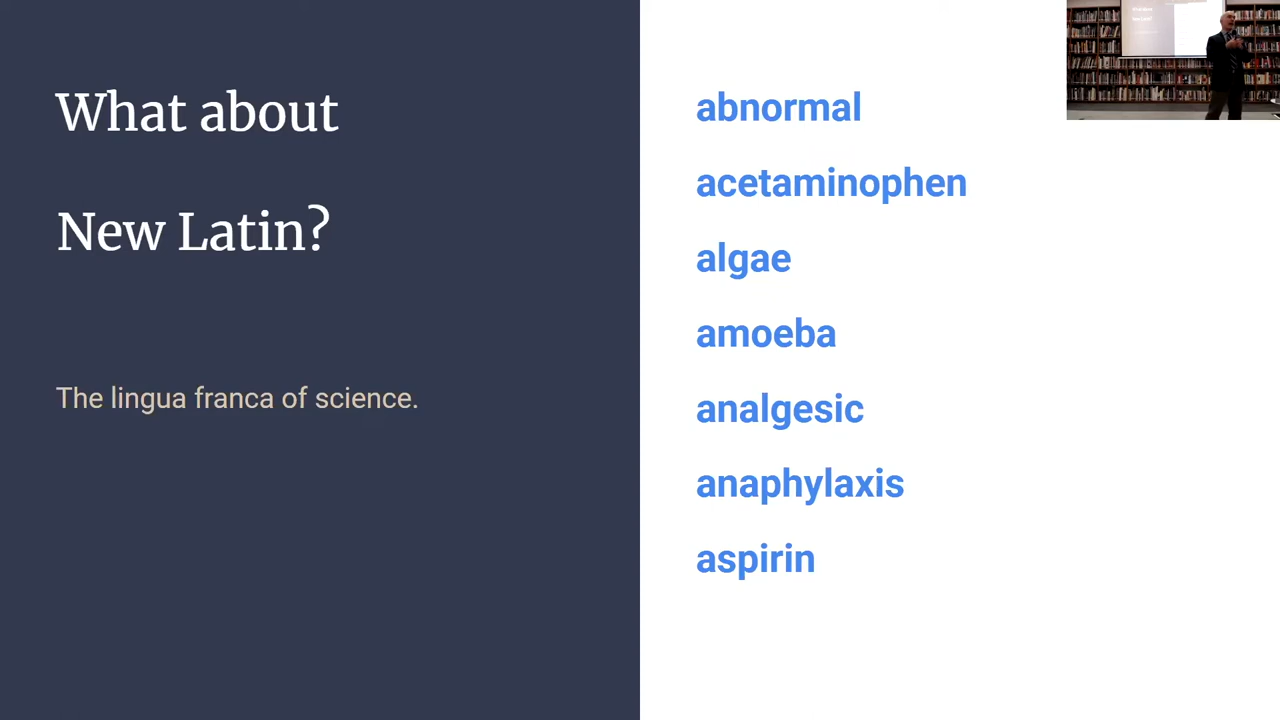 What about
New Latin?
The lingua franca of science.
abnormal
acetaminophen
algae
amoeba
analgesic
anaphylaxis
aspirin